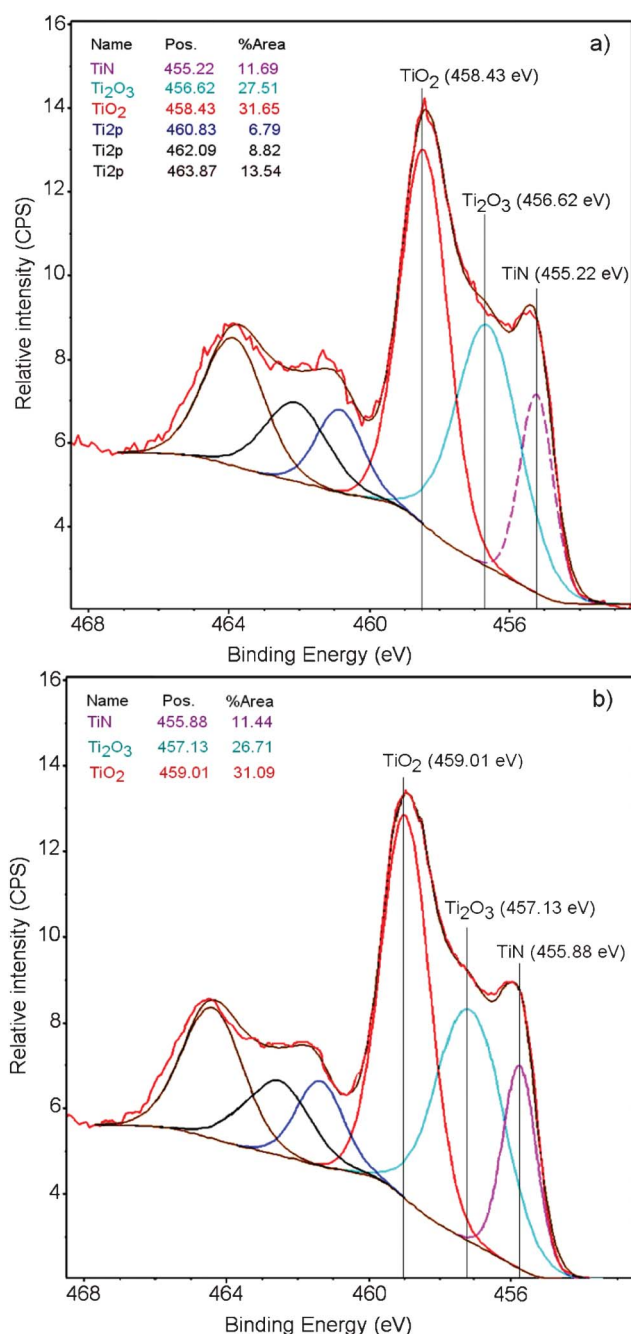 a)
Name Pos. %Area
TiN 455.22 11.69
Ti₂O₃ 456.62 27.51
TiO₂ 458.43 31.65
Ti2p 460.83 6.79
Ti2p 462.09 8.82
Ti2p 463.87 13.54
TiO₂ (458.43 eV)
Ti₂O₃ (456.62 eV)
TiN (455.22 eV)
Relative intensity (CPS)
16
14
12
10
8
6
4
468 464 460 456
Binding Energy (eV)
b)
Name Pos. %Area
TiN 455.88 11.44
Ti₂O₃ 457.13 26.71
TiO₂ 459.01 31.09
TiO₂ (459.01 eV)
Ti₂O₃ (457.13 eV)
TiN (455.88 eV)
Relative intensity (CPS)
16
14
12
10
8
6
4
468 464 460 456
Binding Energy (eV)